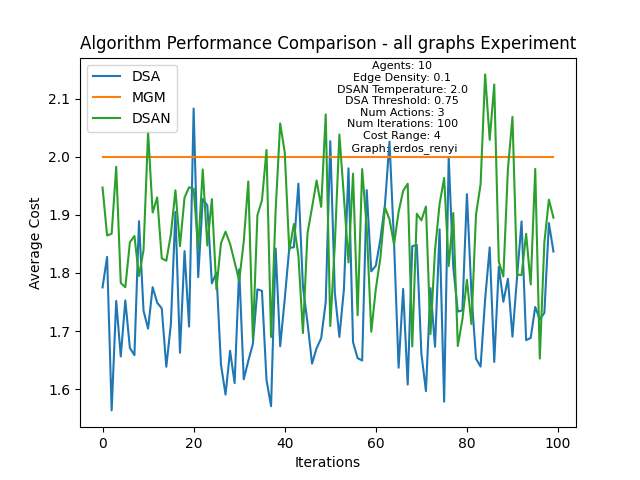 Algorithm Performance Comparison - all graphs Experiment
DSA
MGM
DSAN
Agents: 10
Edge Density: 0.1
DSAN Temperature: 2.0
DSA Threshold: 0.75
Num Actions: 3
Num Iterations: 100
Cost Range: 4
Graph: erdos_renyi
Average Cost
2.1
2.0
1.9
1.8
1.7
1.6
0 20 40 60 80 100
Iterations